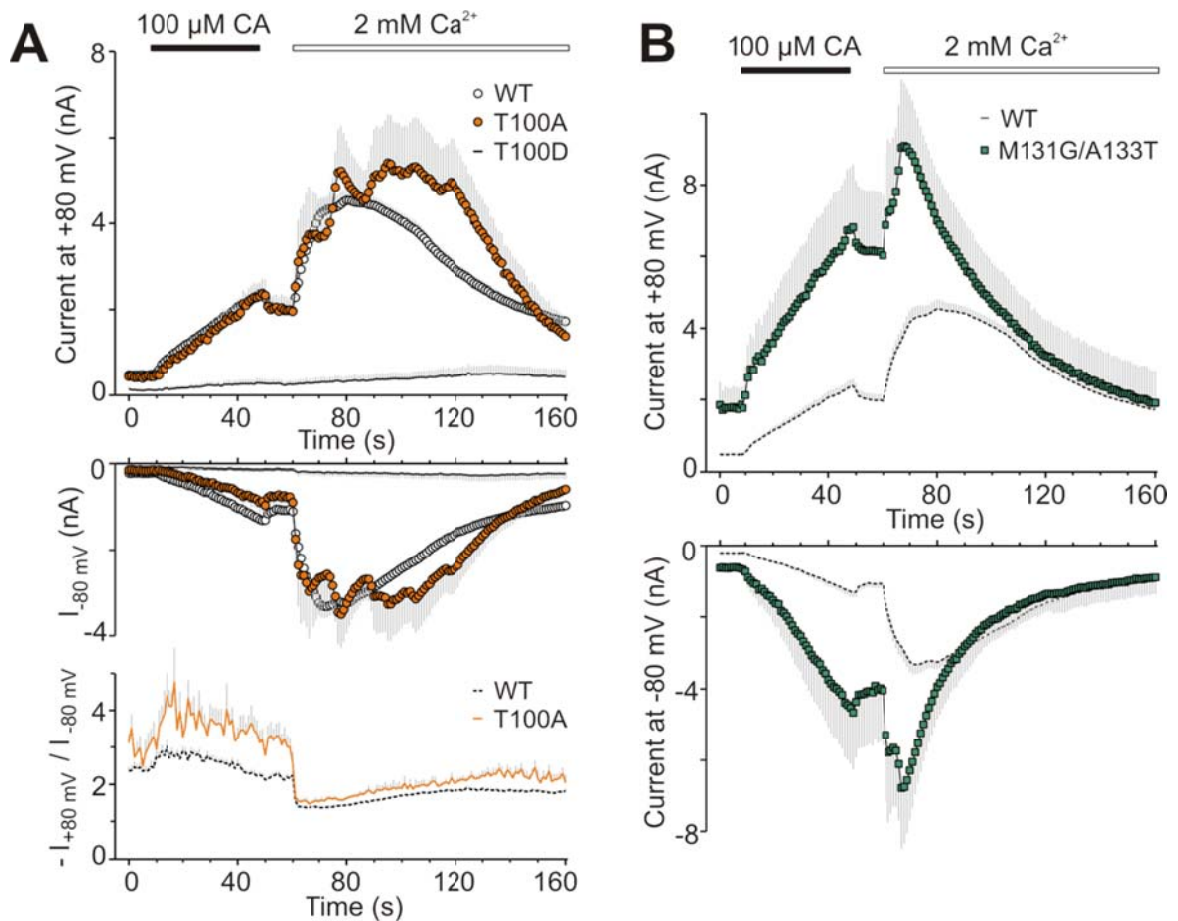 A
100 µM CA
2 mM Ca²⁺
Current at +80 mV (nA)
8
4
0
WT
T100A
T100D
0 40 80 120 160
Time (s)
I-80 mV (nA)
0
-4
- I+80 mV / I-80 mV
4
2
0
WT
T100A
0 40 80 120 160
Time (s)
B
100 µM CA
2 mM Ca²⁺
Current at +80 mV (nA)
8
4
0
WT
M131G/A133T
0 40 80 120 160
Time (s)
Current at -80 mV (nA)
0
-4
-8